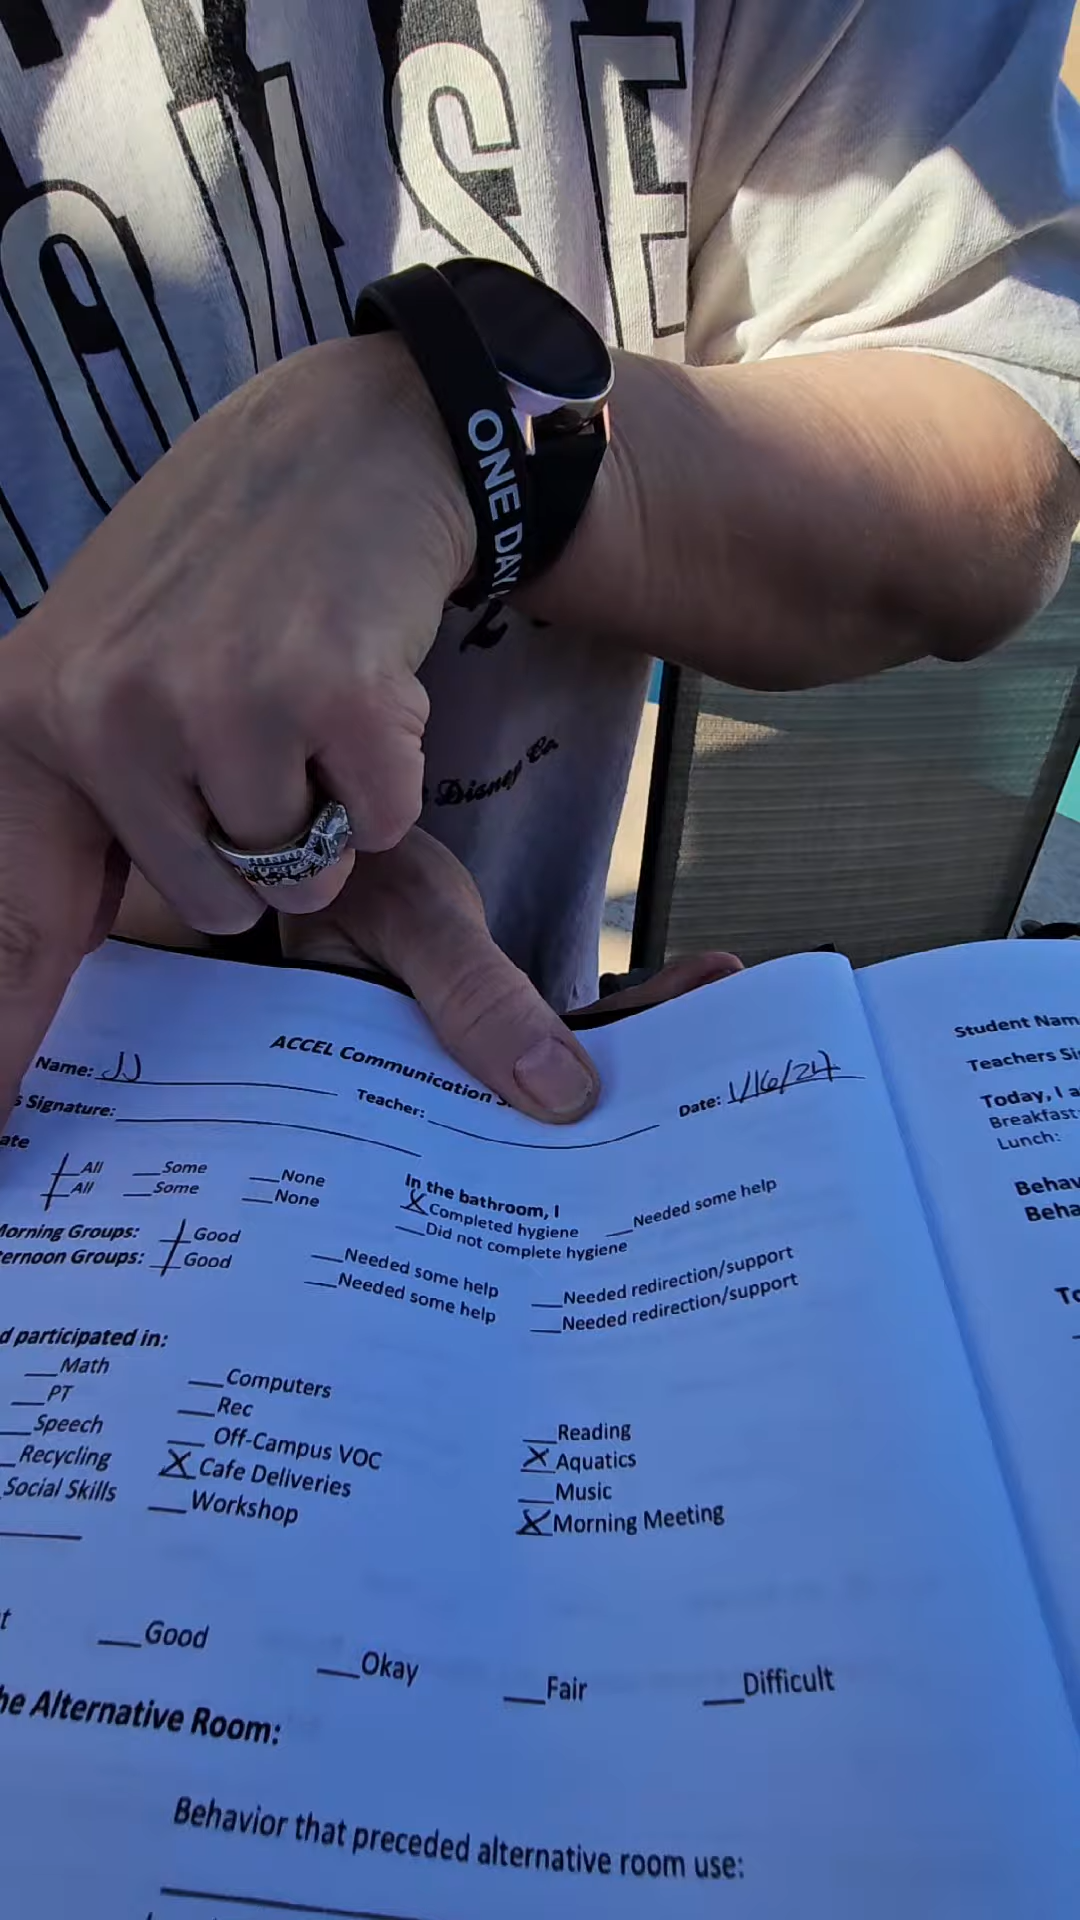 ONE DAY
Disney Co.
ACCEL Communication
Name: JJ
Teacher:
Date: 1/16/24
Signature:
All Some None
All Some None
In the bathroom, I
X Completed hygiene Needed some help
Did not complete hygiene
Morning Groups: Good Needed some help Needed redirection/support
ernoon Groups: Good Needed some help Needed redirection/support
d participated in:
Math Computers Reading
PT Rec X Aquatics
Speech Off-Campus VOC Music
Recycling X Cafe Deliveries X Morning Meeting
Social Skills Workshop
Good Okay Fair Difficult
he Alternative Room:
Behavior that preceded alternative room use:
Student Nam
Teachers Si
Today, I a
Breakfast:
Lunch:
Behav
Beha